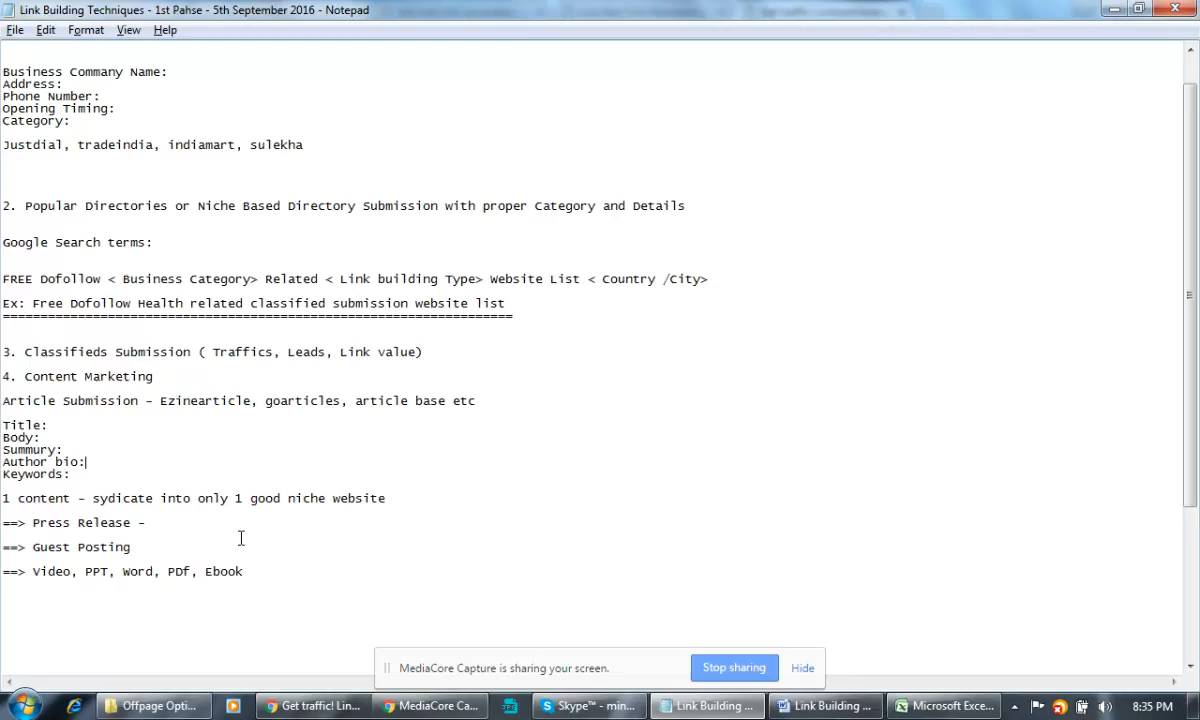 Link Building Techniques - 1st Pahse - 5th September 2016 - Notepad
File Edit Format View Help
Business Commany Name:
Address:
Phone Number:
Opening Timing:
Category:
Justdial, tradeindia, indiamart, sulekha
2. Popular Directories or Niche Based Directory Submission with proper Category and Details
Google Search terms:
FREE Dofollow < Business Category> Related < Link building Type> Website List < Country /City>
Ex: Free Dofollow Health related classified submission website list
====================================================================
3. Classifieds Submission ( Traffics, Leads, Link value)
4. Content Marketing
Article Submission - Ezinearticle, goarticles, article base etc
Title:
Body:
Summury:
Author bio:
Keywords:
1 content - sydicate into only 1 good niche website
==> Press Release -
==> Guest Posting
==> Video, PPT, Word, PDf, Ebook
MediaCore Capture is sharing your screen. Stop sharing Hide
Offpage Opti... Get traffic! Lin... MediaCore Ca... Skype™ - min... Link Building ... Link Building ... Microsoft Exce... 8:35 PM